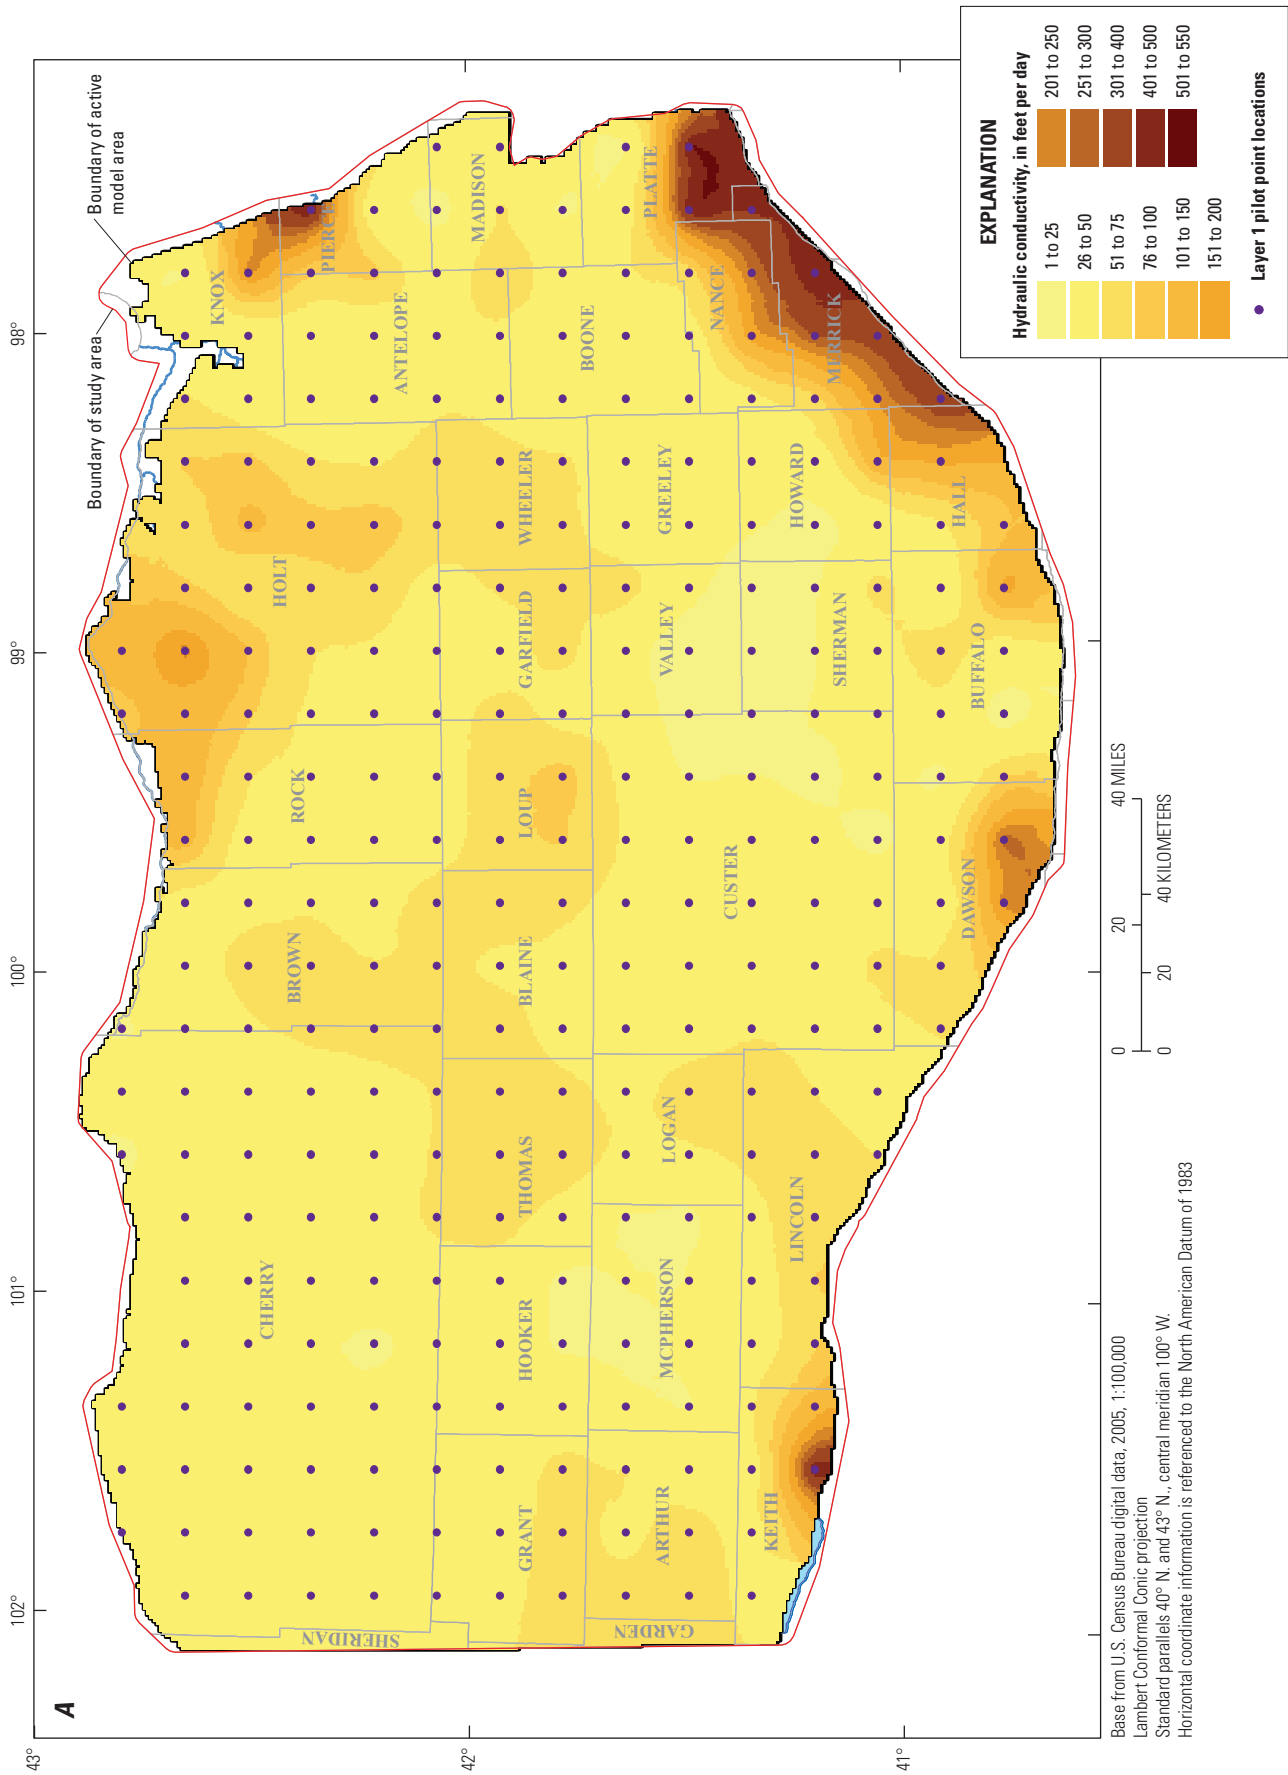 A
43°
42°
41°
102°
101°
100°
99°
98°
Boundary of study area
Boundary of active
model area
SHERIDAN
CHERRY
BROWN
ROCK
HOLT
KNOX
PIERCE
ANTELOPE
MADISON
GRANT
HOOKER
THOMAS
BLAINE
LOUP
GARFIELD
WHEELER
BOONE
PLATTE
GARDEN
ARTHUR
MCPHERSON
LOGAN
CUSTER
VALLEY
GREELEY
NANCE
KEITH
LINCOLN
DAWSON
SHERMAN
HOWARD
MERRICK
BUFFALO
HALL
Base from U.S. Census Bureau digital data, 2005, 1:100,000
Lambert Conformal Conic projection
Standard parallels 40° N. and 43° N., central meridian 100° W.
Horizontal coordinate information is referenced to the North American Datum of 1983
0 20 40 MILES
0 20 40 KILOMETERS
EXPLANATION
Hydraulic conductivity, in feet per day
1 to 25
26 to 50
51 to 75
76 to 100
101 to 150
151 to 200
201 to 250
251 to 300
301 to 400
401 to 500
501 to 550
Layer 1 pilot point locations